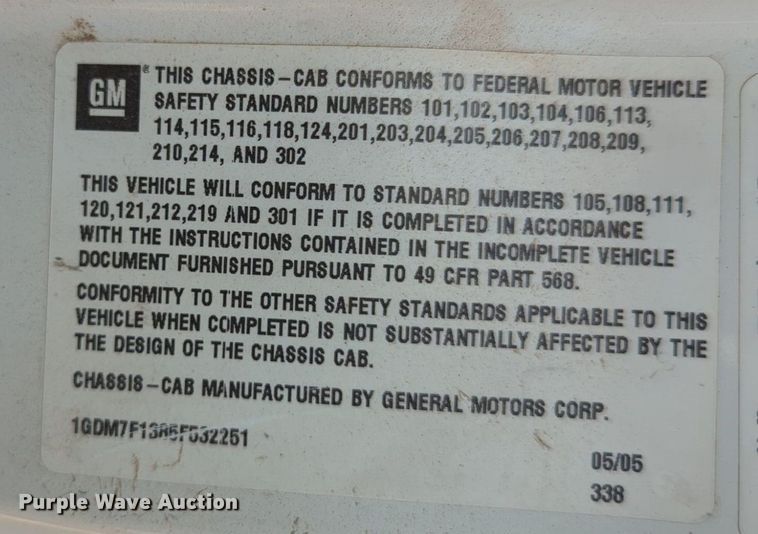 GM
THIS CHASSIS-CAB CONFORMS TO FEDERAL MOTOR VEHICLE
SAFETY STANDARD NUMBERS 101,102,103,104,106,113,
114,115,116,118,124,201,203,204,205,206,207,208,209,
210,214, AND 302
THIS VEHICLE WILL CONFORM TO STANDARD NUMBERS 105,108,111,
120,121,212,219 AND 301 IF IT IS COMPLETED IN ACCORDANCE
WITH THE INSTRUCTIONS CONTAINED IN THE INCOMPLETE VEHICLE
DOCUMENT FURNISHED PURSUANT TO 49 CFR PART 568.
CONFORMITY TO THE OTHER SAFETY STANDARDS APPLICABLE TO THIS
VEHICLE WHEN COMPLETED IS NOT SUBSTANTIALLY AFFECTED BY THE
THE DESIGN OF THE CHASSIS CAB.
CHASSIS-CAB MANUFACTURED BY GENERAL MOTORS CORP.
05/05
338
Purple Wave Auction